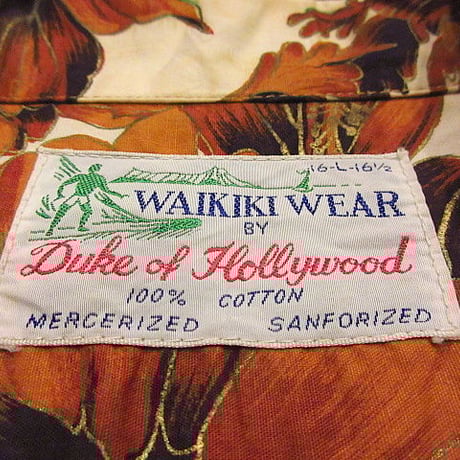 16-L-16½
WAIKIKI WEAR
BY
Duke of Hollywood
100% COTTON
MERCERIZED SANFORIZED